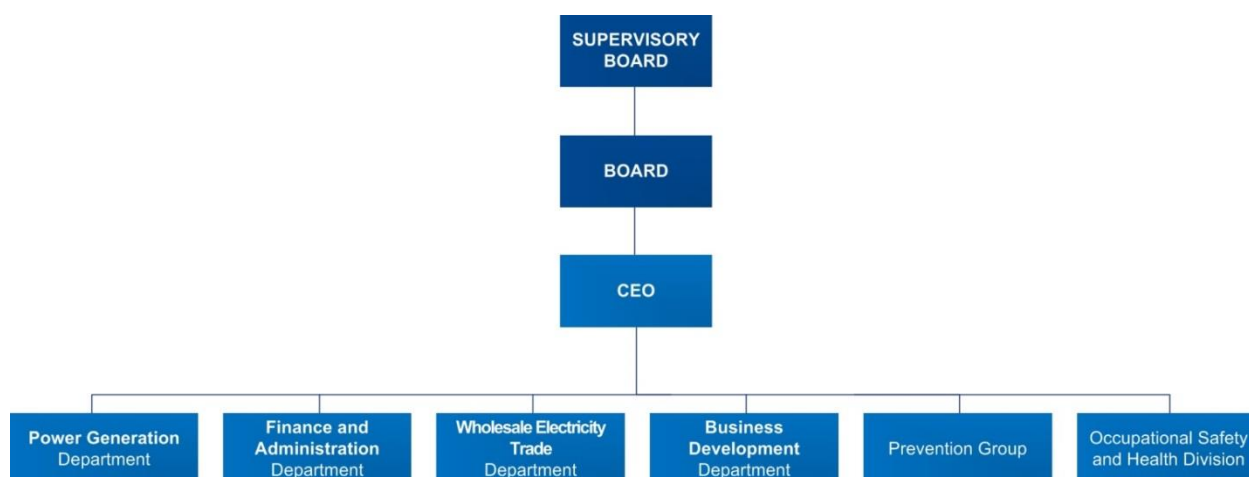 SUPERVISORY
BOARD
BOARD
CEO
Power Generation
Department
Finance and
Administration
Department
Wholesale Electricity
Trade
Department
Business
Development
Department
Prevention Group
Occupational Safety
and Health Division